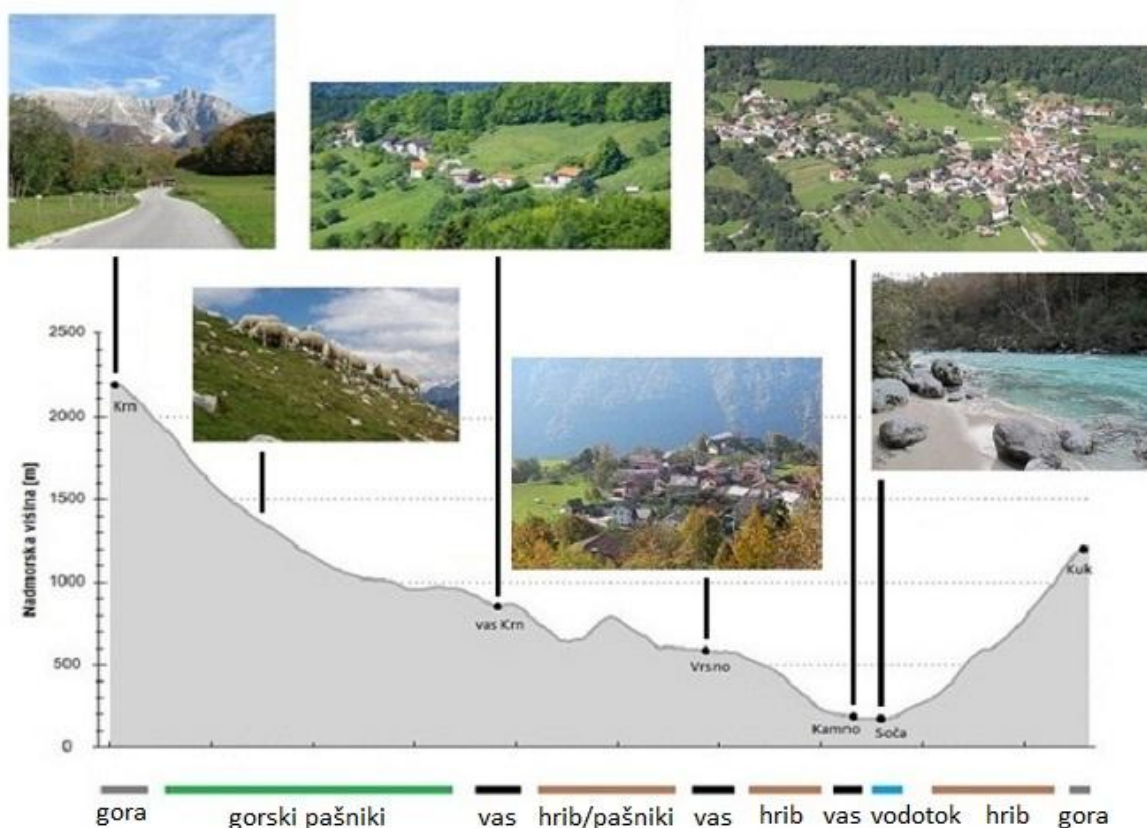 2500
2000
1500
1000
500
0
Nadmorska višina [m]
Krn
vas Krn
Vrsno
Kamno
Soča
Kuk
gora
gorski pašniki
vas
hrib/pašniki
vas
hrib
vas
vodotok
hrib
gora